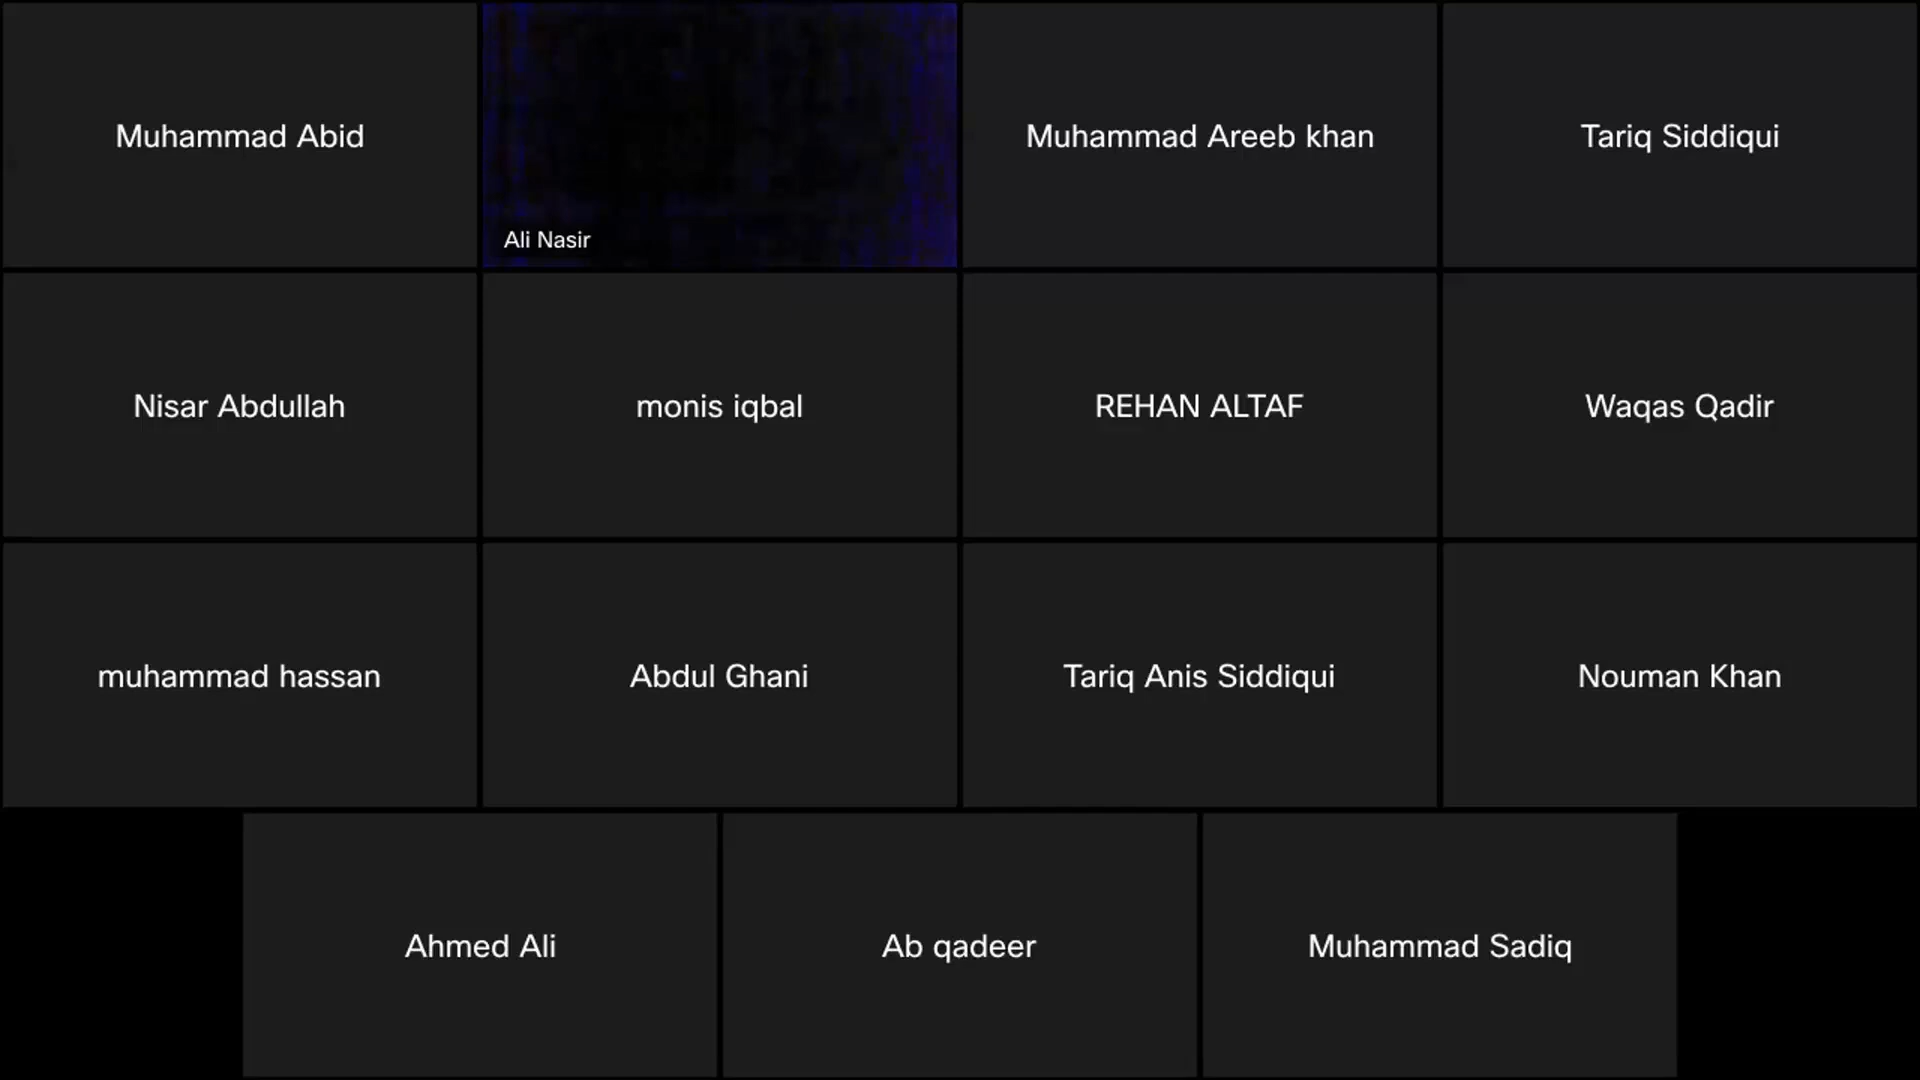 Muhammad Abid
Ali Nasir
Muhammad Areeb khan
Tariq Siddiqui
Nisar Abdullah
monis iqbal
REHAN ALTAF
Waqas Qadir
muhammad hassan
Abdul Ghani
Tariq Anis Siddiqui
Nouman Khan
Ahmed Ali
Ab qadeer
Muhammad Sadiq